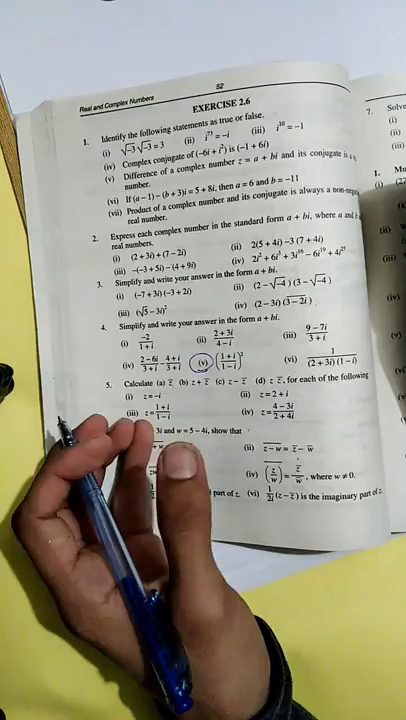 Real and Complex Numbers
52
EXERCISE 2.6
1. Identify the following statements as true or false.
(i) √-3 √-3 = 3 (ii) i⁷³ = -i (iii) i¹⁰ = -1
(iv) Complex conjugate of (-6i + i²) is (-1 + 6i)
(v) Difference of a complex number z = a + bi and its conjugate is a
number.
(vi) If (a – 1) – (b + 3)i = 5 + 8i, then a = 6 and b = -11
(vii) Product of a complex number and its conjugate is always a non-
real number.
2. Express each complex number in the standard form a + bi, where a and b
real numbers.
(i) (2 + 3i) + (7 – 2i) (ii) 2(5 + 4i) – 3 (7 + 4i)
(iii) –(–3 + 5i) – (4 + 9i) (iv) 2i² + 6i³ + 3i¹⁶ – 6i¹⁹ + 4i²⁵
3. Simplify and write your answer in the form a + bi.
(i) (–7 + 3i) (–3 + 2i) (ii) (2 – √-4) (3 – √-4)
(iii) (√5 – 3i)² (iv) (2 – 3i) (3 – 2i)
4. Simplify and write your answer in the form a + bi.
(i) -2/(1 + i) (ii) (2 + 3i)/(4 – i) (iii) (9 – 7i)/(3 + i)
(iv) (2 – 6i)/(3 + i) – (4 + i)/(3 + i) (v) ((1 + i)/(1 – i))² (vi) 1/((2 + 3i) (1 – i))
5. Calculate (a) z̅ (b) z + z̅ (c) z – z̅ (d) z z̅, for each of the following
(i) z = –i (ii) z = 2 + i
(iii) z = (1 + i)/(1 – i) (iv) z = (4 – 3i)/(2 + 4i)
3i and w = 5 – 4i, show that
(ii) \overline{z – w} = z̅ – w̅
(iv) \overline{(z/w)} = z̅/w̅, where w ≠ 0.
part of z. (vi) 1/2i (z – z̅) is the imaginary part of z.
7. Solve
(i)
(ii)
(iii)
1.
(i)
(iv)
(v)